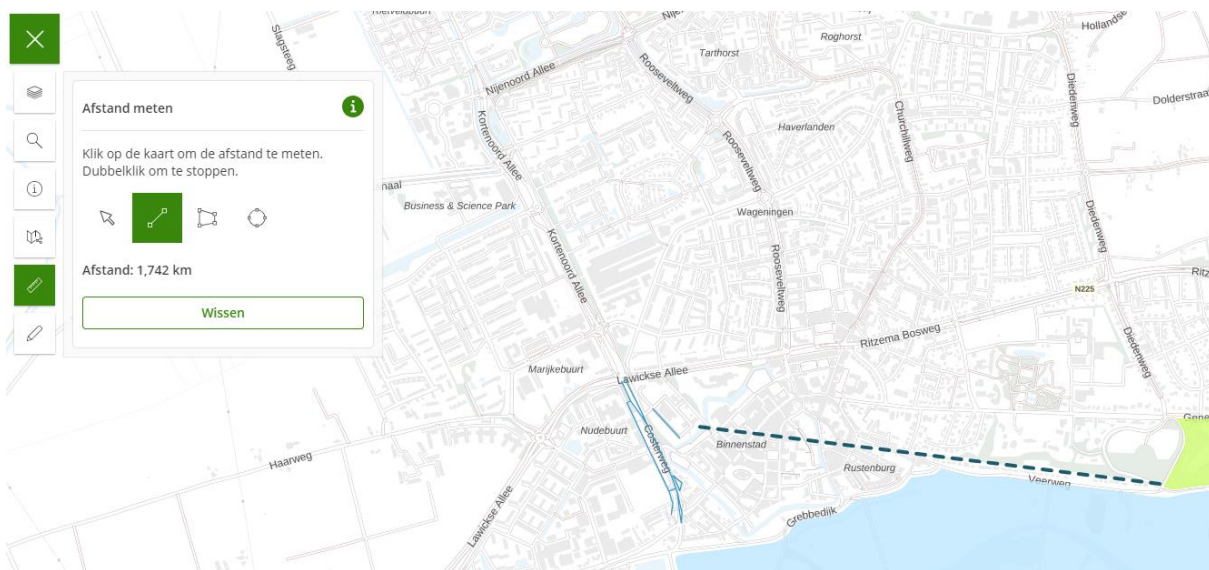 Afstand meten
Klik op de kaart om de afstand te meten.
Dubbelklik om te stoppen.
Afstand: 1,742 km
Wissen
Slagsteeg
Nijenoord Allee
Rooseveltweg
Tarthorst
Roghorst
Diedenweg
Dolderstraat
Kortenoord Allee
Haverlanden
Churchillweg
Rooseveltweg
Business & Science Park
Wageningen
Diedenweg
Kortenoord Allee
Rooseveltweg
N225
Ritzema Bosweg
Diedenweg
Marijkebuurt
Lawickse Allee
Nudebuurt
Costerweg
Binnenstad
Haarweg
Rustenburg
Veerweg
Lawickse Allee
Grebbedijk